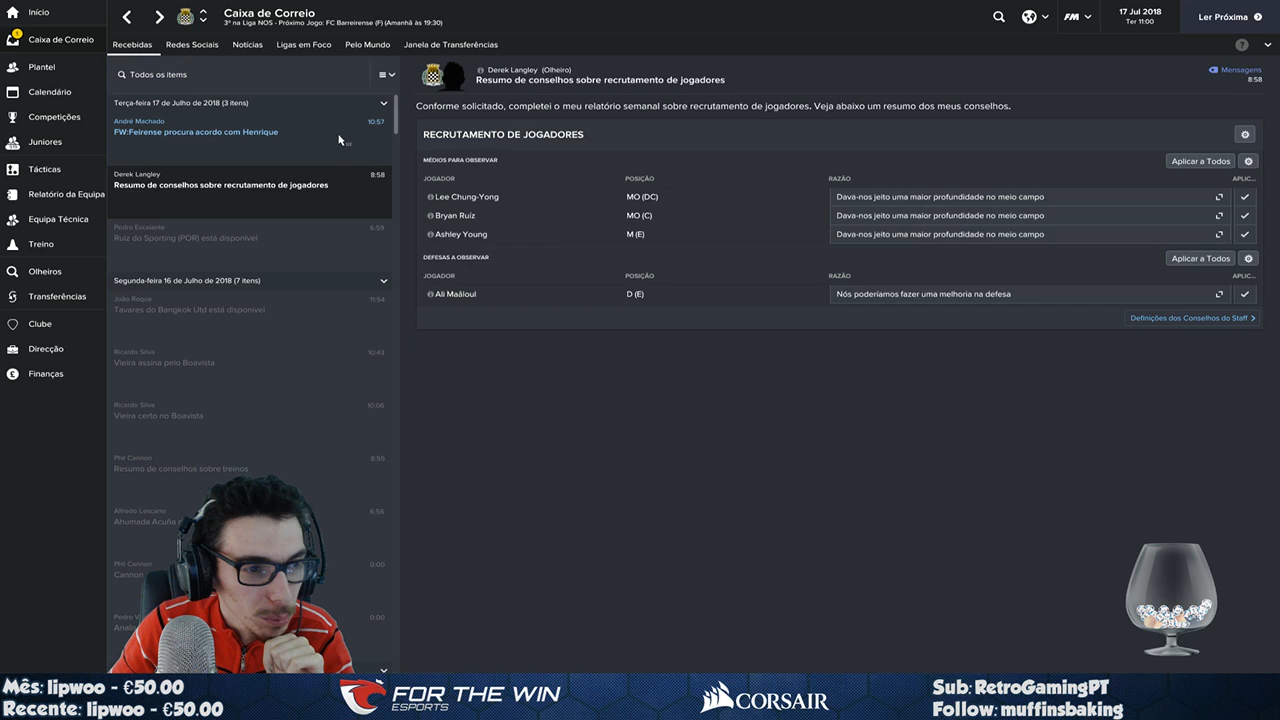 Início
Caixa de Correio
1
Plantel
Calendário
Competições
Juniores
Tácticas
Relatório da Equipa
Equipa Técnica
Treino
Olheiros
Transferências
Clube
Direcção
Finanças
Caixa de Correio
3º na Liga NOS - Próximo Jogo: FC Barreirense (F) (Amanhã às 19:30)
FM
17 Jul 2018
Ter 11:00
Ler Próxima
Recebidas Redes Sociais Notícias Ligas em Foco Pelo Mundo Janela de Transferências
Todos os items
Terça-feira 17 de Julho de 2018 (3 itens)
André Machado 10:57
FW:Feirense procura acordo com Henrique
Derek Langley 8:58
Resumo de conselhos sobre recrutamento de jogadores
Pedro Escalante 6:59
Ruiz do Sporting (POR) está disponível
Segunda-feira 16 de Julho de 2018 (7 itens)
João Roque 11:54
Tavares do Bangkok Utd está disponível
Ricardo Silva 10:43
Vieira assina pelo Boavista
Ricardo Silva 10:06
Vieira certo no Boavista
Phil Cannon 8:55
Resumo de conselhos sobre treinos
Alfredo Lescano 6:56
Ahumada Acuña
Phil Cannon 0:00
Cannon
Pedro 0:00
Derek Langley (Olheiro)
Resumo de conselhos sobre recrutamento de jogadores
Mensagens
8:58
Conforme solicitado, completei o meu relatório semanal sobre recrutamento de jogadores. Veja abaixo um resumo dos meus conselhos.
RECRUTAMENTO DE JOGADORES
MÉDIOS PARA OBSERVAR Aplicar a Todos
JOGADOR POSIÇÃO RAZÃO APLIC...
Lee Chung-Yong MO (DC) Dava-nos jeito uma maior profundidade no meio campo
Bryan Ruíz MO (C) Dava-nos jeito uma maior profundidade no meio campo
Ashley Young M (E) Dava-nos jeito uma maior profundidade no meio campo
DEFESAS A OBSERVAR Aplicar a Todos
JOGADOR POSIÇÃO RAZÃO APLIC...
Ali Maâloul D (E) Nós poderíamos fazer uma melhoria na defesa
Definições dos Conselhos do Staff
Mês: lipwoo - €50.00
Recente: lipwoo - €50.00
FOR THE WIN
ESPORTS
CORSAIR
Sub: RetroGamingPT
Follow: muffinsbaking